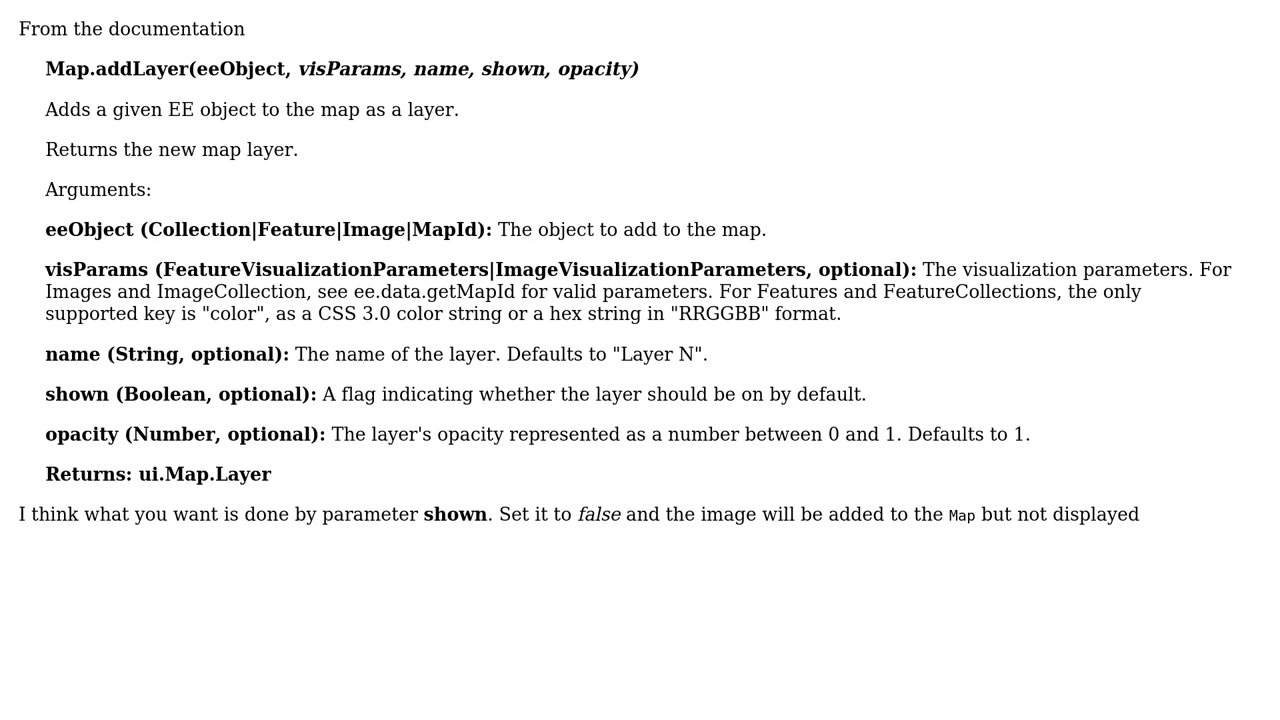 From the documentation
Map.addLayer(eeObject, visParams, name, shown, opacity)
Adds a given EE object to the map as a layer.
Returns the new map layer.
Arguments:
eeObject (Collection|Feature|Image|MapId): The object to add to the map.
visParams (FeatureVisualizationParameters|ImageVisualizationParameters, optional): The visualization parameters. For
Images and ImageCollection, see ee.data.getMapId for valid parameters. For Features and FeatureCollections, the only
supported key is "color", as a CSS 3.0 color string or a hex string in "RRGGBB" format.
name (String, optional): The name of the layer. Defaults to "Layer N".
shown (Boolean, optional): A flag indicating whether the layer should be on by default.
opacity (Number, optional): The layer's opacity represented as a number between 0 and 1. Defaults to 1.
Returns: ui.Map.Layer
I think what you want is done by parameter shown. Set it to false and the image will be added to the Map but not displayed